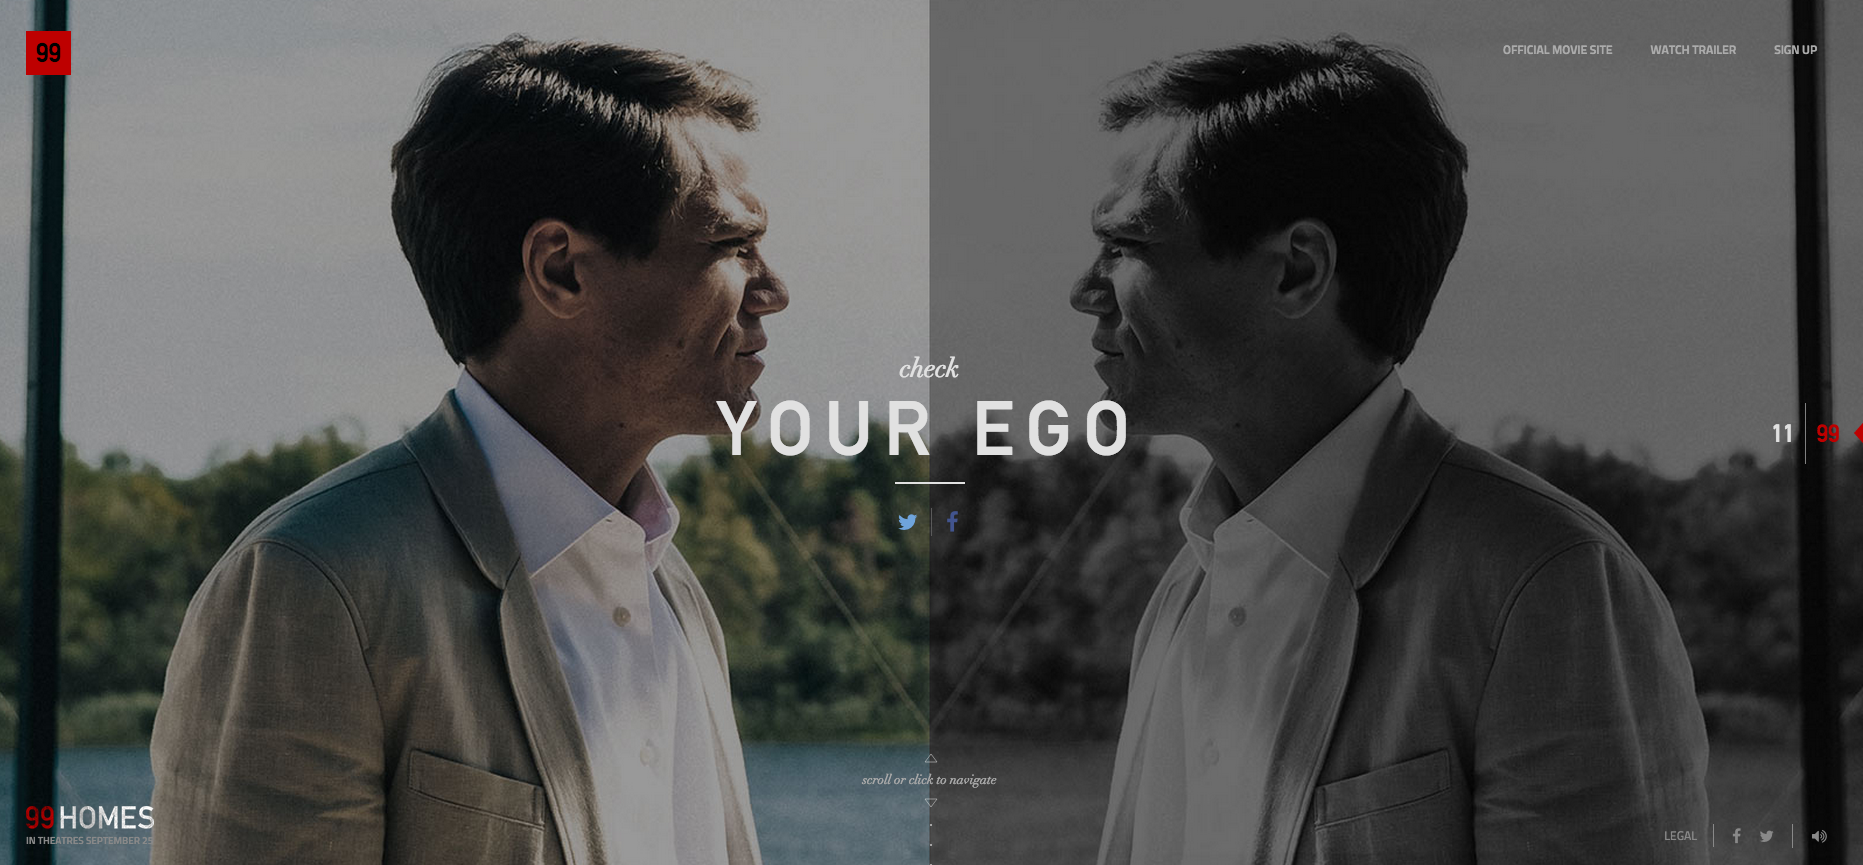 99
OFFICIAL MOVIE SITE
WATCH TRAILER
SIGN UP
check
YOUR EGO
11
99
scroll or click to navigate
99 HOMES
IN THEATRES SEPTEMBER 25
LEGAL